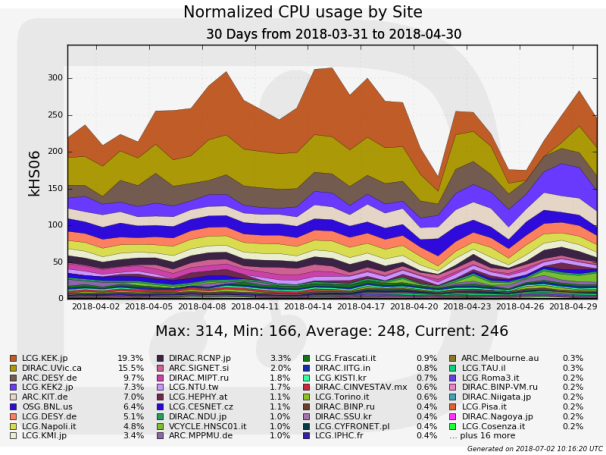 Normalized CPU usage by Site
30 Days from 2018-03-31 to 2018-04-30
kHS06
300
250
200
150
100
50
0
2018-04-02 2018-04-05 2018-04-08 2018-04-11 2018-04-14 2018-04-17 2018-04-20 2018-04-23 2018-04-26 2018-04-29
Max: 314, Min: 166, Average: 248, Current: 246
LCG.KEK.jp 19.3% DIRAC.RCNP.jp 3.3% LCG.Frascati.it 0.9% ARC.Melbourne.au 0.3%
DIRAC.UVic.ca 15.5% ARC.SIGNET.si 2.0% DIRAC.IITG.in 0.8% LCG.TAU.il 0.3%
ARC.DESY.de 9.7% DIRAC.MIPT.ru 1.8% LCG.KISTI.kr 0.7% LCG.Roma3.it 0.2%
LCG.KEK2.jp 7.3% LCG.NTU.tw 1.7% DIRAC.CINVESTAV.mx 0.6% DIRAC.BINP-VM.ru 0.2%
ARC.KIT.de 7.0% LCG.HEPHY.at 1.1% LCG.Torino.it 0.6% DIRAC.Niigata.jp 0.2%
OSG.BNL.us 6.4% LCG.CESNET.cz 1.1% DIRAC.BINP.ru 0.4% LCG.Pisa.it 0.2%
LCG.DESY.de 5.1% DIRAC.NDU.jp 1.0% DIRAC.SSU.kr 0.4% DIRAC.Nagoya.jp 0.2%
LCG.Napoli.it 4.8% VCYCLE.HNSC01.it 1.0% LCG.CYFRONET.pl 0.4% LCG.Cosenza.it 0.2%
LCG.KMI.jp 3.4% ARC.MPPMU.de 1.0% LCG.IPHC.fr 0.4% ... plus 16 more
Generated on 2018-07-02 10:16:20 UTC